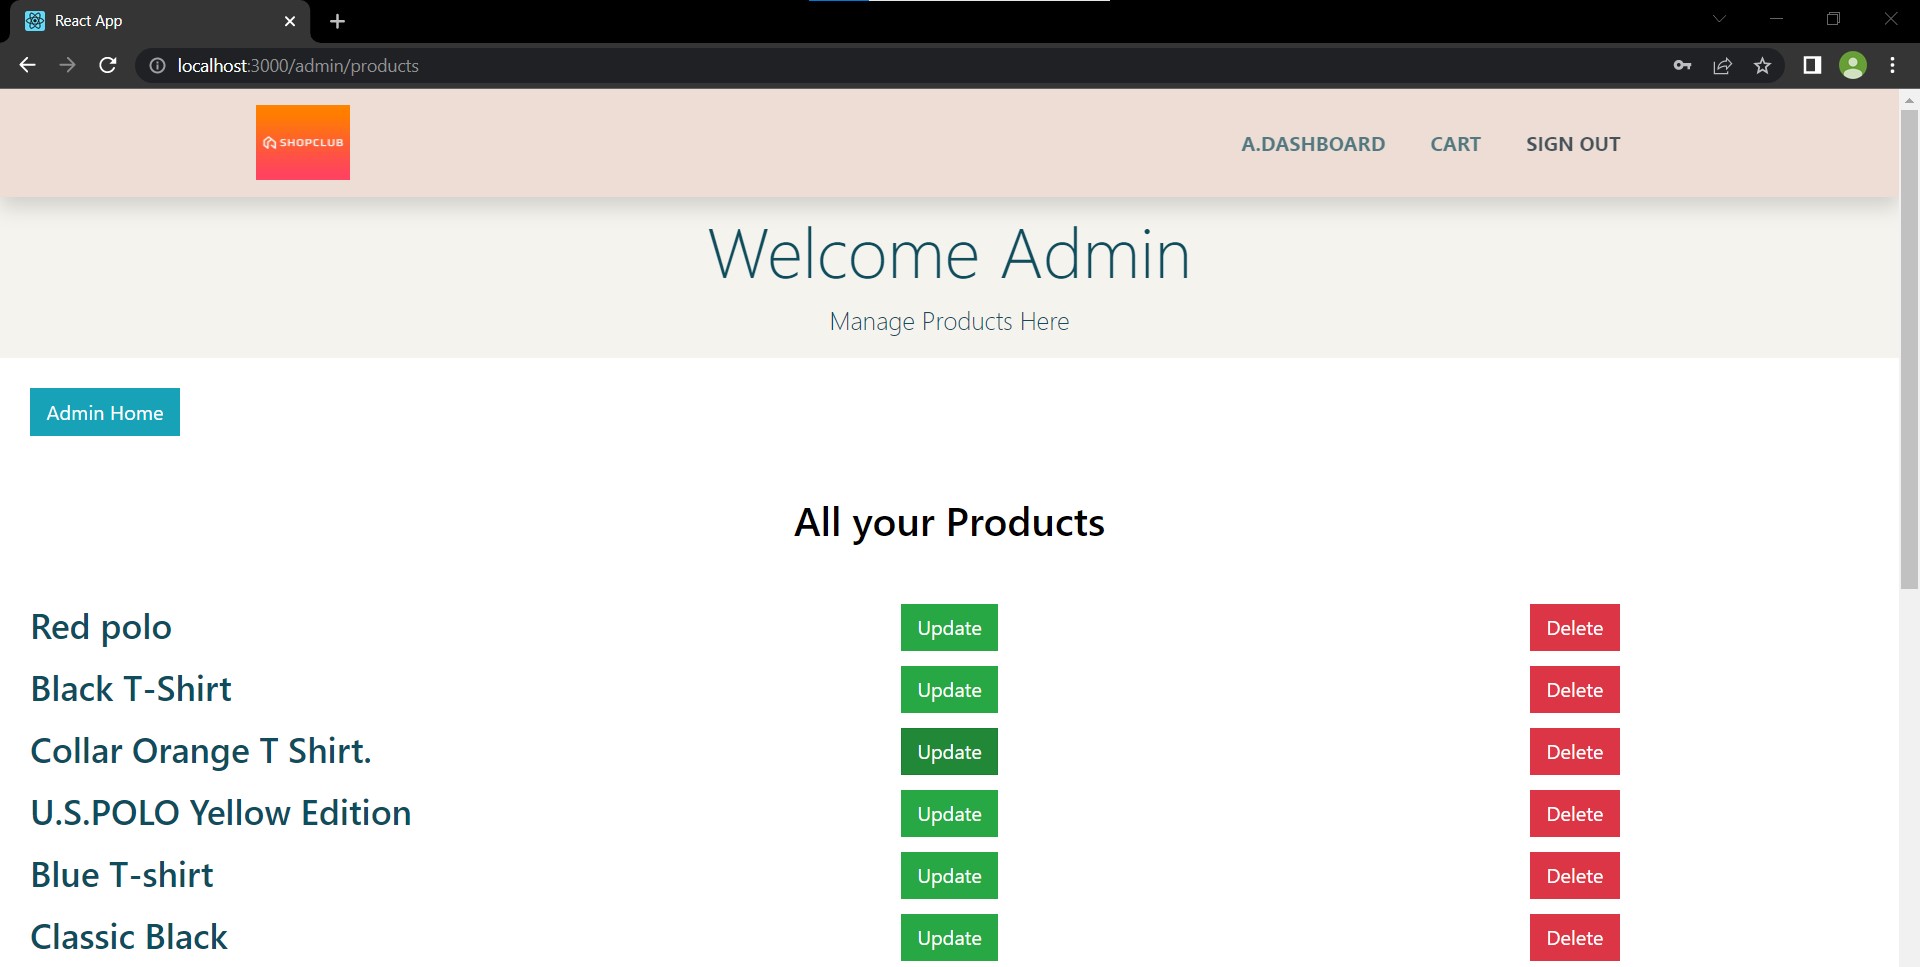 React App
localhost:3000/admin/products
SHOPCLUB
A.DASHBOARD CART SIGN OUT
Welcome Admin
Manage Products Here
Admin Home
All your Products
Red polo Update Delete
Black T-Shirt Update Delete
Collar Orange T Shirt. Update Delete
U.S.POLO Yellow Edition Update Delete
Blue T-shirt Update Delete
Classic Black Update Delete